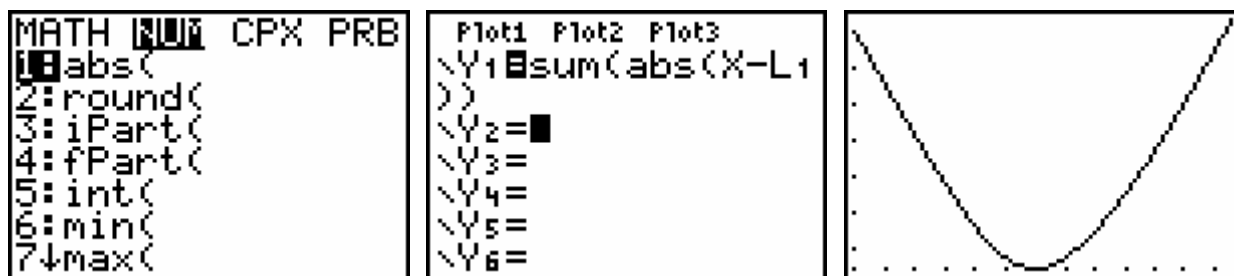 MATH NUM CPX PRB
1:abs(
2:round(
3:iPart(
4:fPart(
5:int(
6:min(
7↓max(
Plot1 Plot2 Plot3
\Y₁=sum(abs(X-L₁
))
\Y₂=
\Y₃=
\Y₄=
\Y₅=
\Y₆=